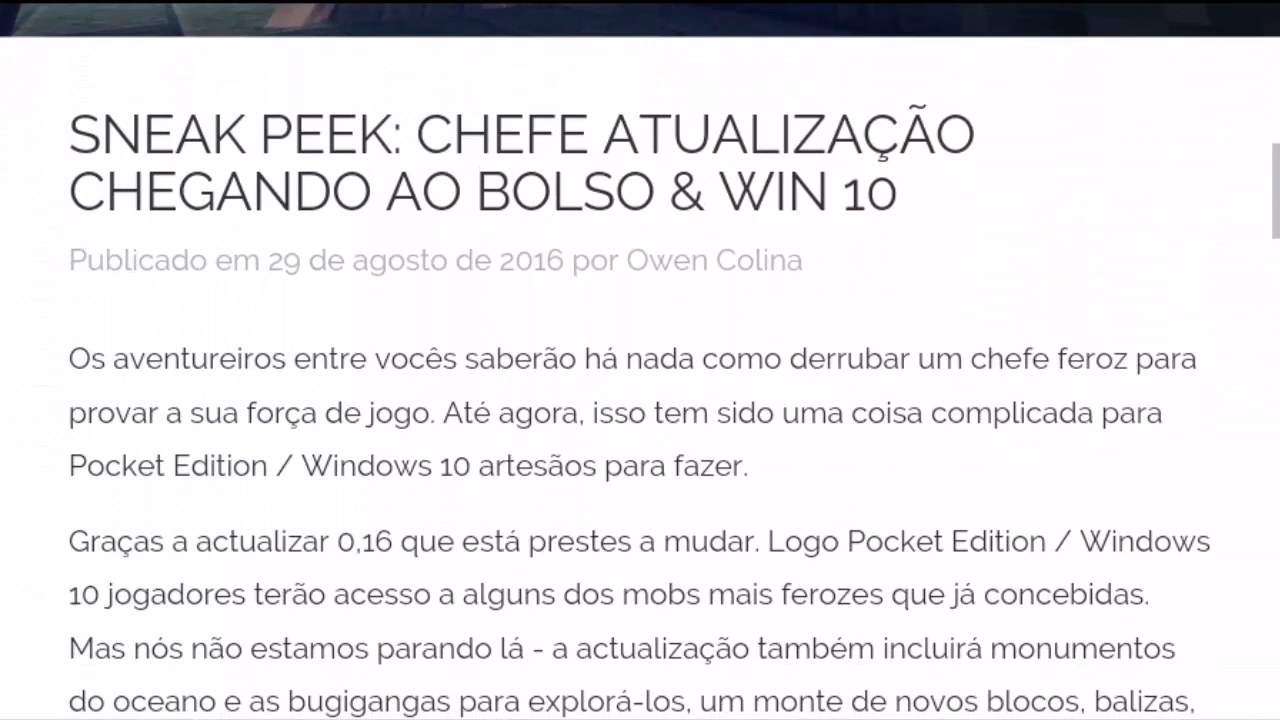 SNEAK PEEK: CHEFE ATUALIZAÇÃO
CHEGANDO AO BOLSO & WIN 10
Publicado em 29 de agosto de 2016 por Owen Colina
Os aventureiros entre vocês saberão há nada como derrubar um chefe feroz para
provar a sua força de jogo. Até agora, isso tem sido uma coisa complicada para
Pocket Edition / Windows 10 artesãos para fazer.
Graças a actualizar 0,16 que está prestes a mudar. Logo Pocket Edition / Windows
10 jogadores terão acesso a alguns dos mobs mais ferozes que já concebidas.
Mas nós não estamos parando lá - a actualização também incluirá monumentos
do oceano e as bugigangas para explorá-los, um monte de novos blocos, balizas,